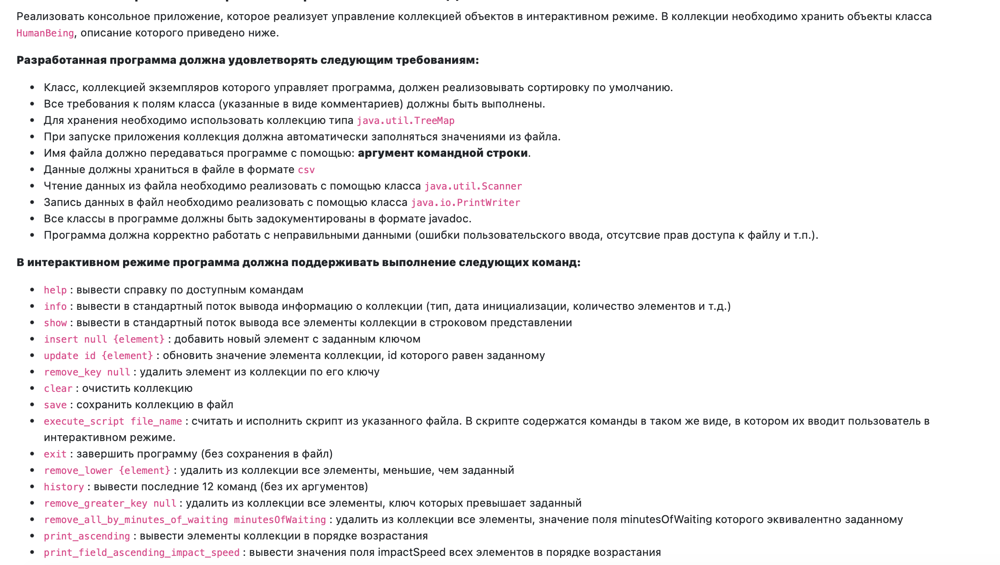 Реализовать консольное приложение, которое реализует управление коллекцией объектов в интерактивном режиме. В коллекции необходимо хранить объекты класса
HumanBeing, описание которого приведено ниже.
Разработанная программа должна удовлетворять следующим требованиям:
• Класс, коллекцией экземпляров которого управляет программа, должен реализовывать сортировку по умолчанию.
• Все требования к полям класса (указанные в виде комментариев) должны быть выполнены.
• Для хранения необходимо использовать коллекцию типа java.util.TreeMap
• При запуске приложения коллекция должна автоматически заполняться значениями из файла.
• Имя файла должно передаваться программе с помощью: аргумент командной строки.
• Данные должны храниться в файле в формате csv
• Чтение данных из файла необходимо реализовать с помощью класса java.util.Scanner
• Запись данных в файл необходимо реализовать с помощью класса java.io.PrintWriter
• Все классы в программе должны быть задокументированы в формате javadoc.
• Программа должна корректно работать с неправильными данными (ошибки пользовательского ввода, отсутсвие прав доступа к файлу и т.п.).
В интерактивном режиме программа должна поддерживать выполнение следующих команд:
• help : вывести справку по доступным командам
• info : вывести в стандартный поток вывода информацию о коллекции (тип, дата инициализации, количество элементов и т.д.)
• show : вывести в стандартный поток вывода все элементы коллекции в строковом представлении
• insert null {element} : добавить новый элемент с заданным ключом
• update id {element} : обновить значение элемента коллекции, id которого равен заданному
• remove_key null : удалить элемент из коллекции по его ключу
• clear : очистить коллекцию
• save : сохранить коллекцию в файл
• execute_script file_name : считать и исполнить скрипт из указанного файла. В скрипте содержатся команды в таком же виде, в котором их вводит пользователь в
интерактивном режиме.
• exit : завершить программу (без сохранения в файл)
• remove_lower {element} : удалить из коллекции все элементы, меньшие, чем заданный
• history : вывести последние 12 команд (без их аргументов)
• remove_greater_key null : удалить из коллекции все элементы, ключ которых превышает заданный
• remove_all_by_minutes_of_waiting minutesOfWaiting : удалить из коллекции все элементы, значение поля minutesOfWaiting которого эквивалентно заданному
• print_ascending : вывести элементы коллекции в порядке возрастания
• print_field_ascending_impact_speed : вывести значения поля impactSpeed всех элементов в порядке возрастания